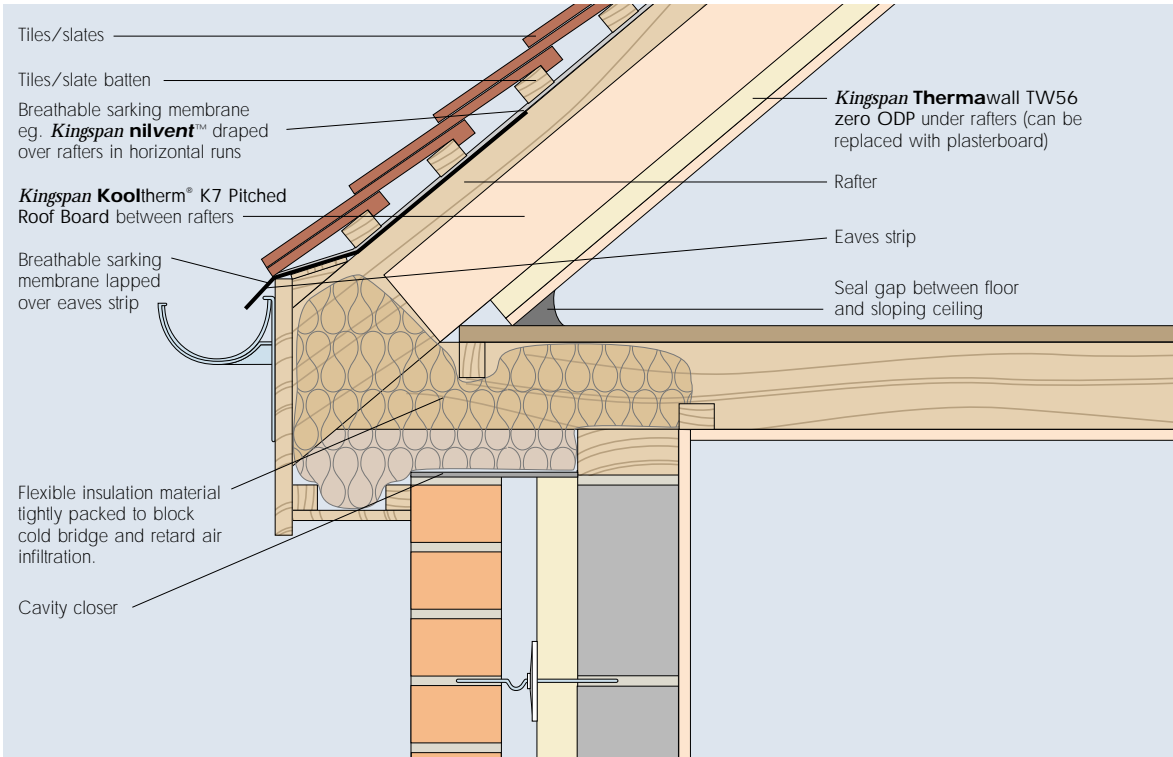 Tiles/slates
Tiles/slate batten
Breathable sarking membrane
eg. Kingspan nilvent™ draped
over rafters in horizontal runs
Kingspan Kooltherm® K7 Pitched
Roof Board between rafters
Breathable sarking
membrane lapped
over eaves strip
Flexible insulation material
tightly packed to block
cold bridge and retard air
infiltration.
Cavity closer
Kingspan Thermawall TW56
zero ODP under rafters (can be
replaced with plasterboard)
Rafter
Eaves strip
Seal gap between floor
and sloping ceiling